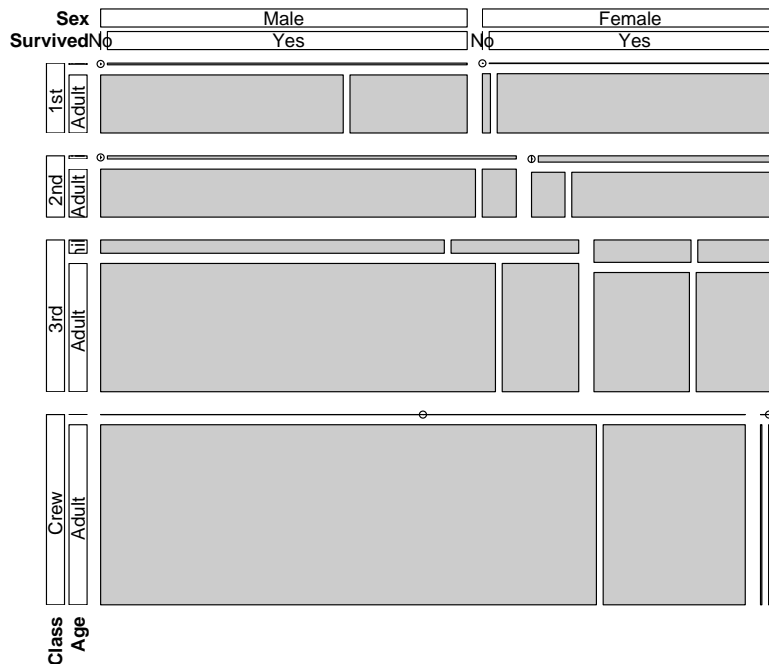 Sex Male Female
Survived No Yes No Yes
1st Adult
2nd Adult
3rd Adult
Crew Adult
Class Age